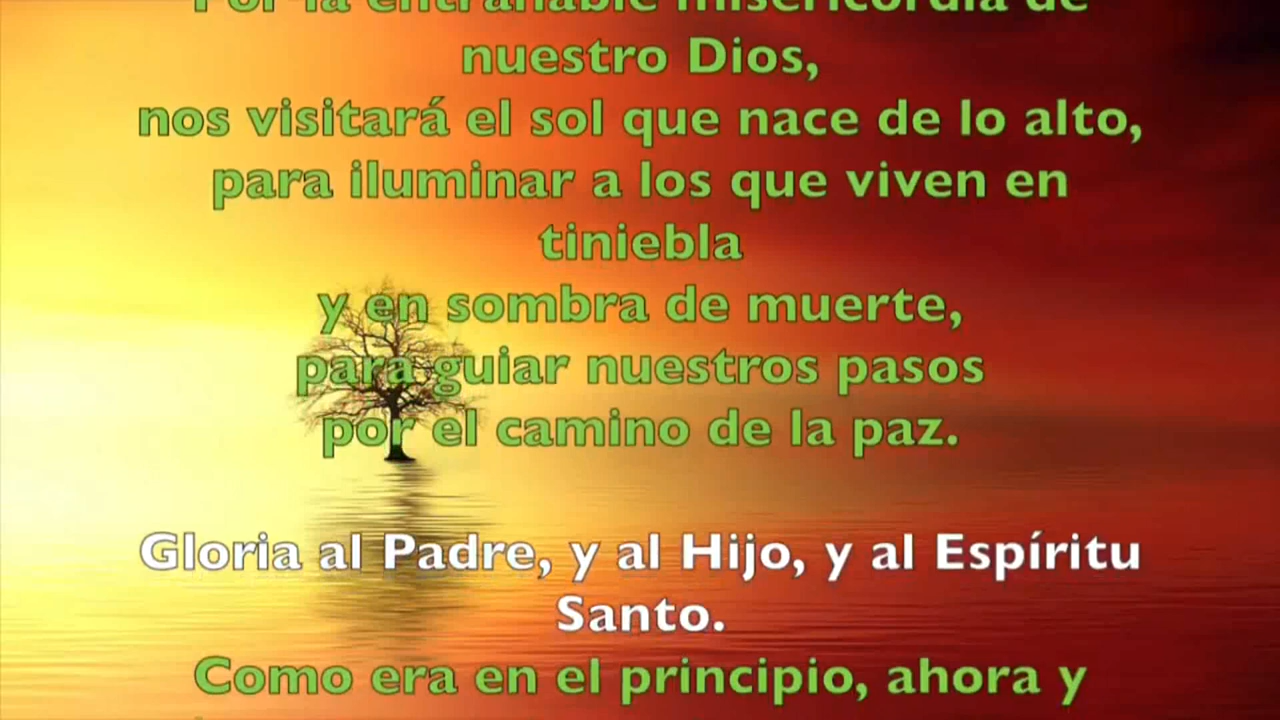 Por la entrañable misericordia de
nuestro Dios,
nos visitará el sol que nace de lo alto,
para iluminar a los que viven en
tiniebla
y en sombra de muerte,
para guiar nuestros pasos
por el camino de la paz.
Gloria al Padre, y al Hijo, y al Espíritu
Santo.
Como era en el principio, ahora y